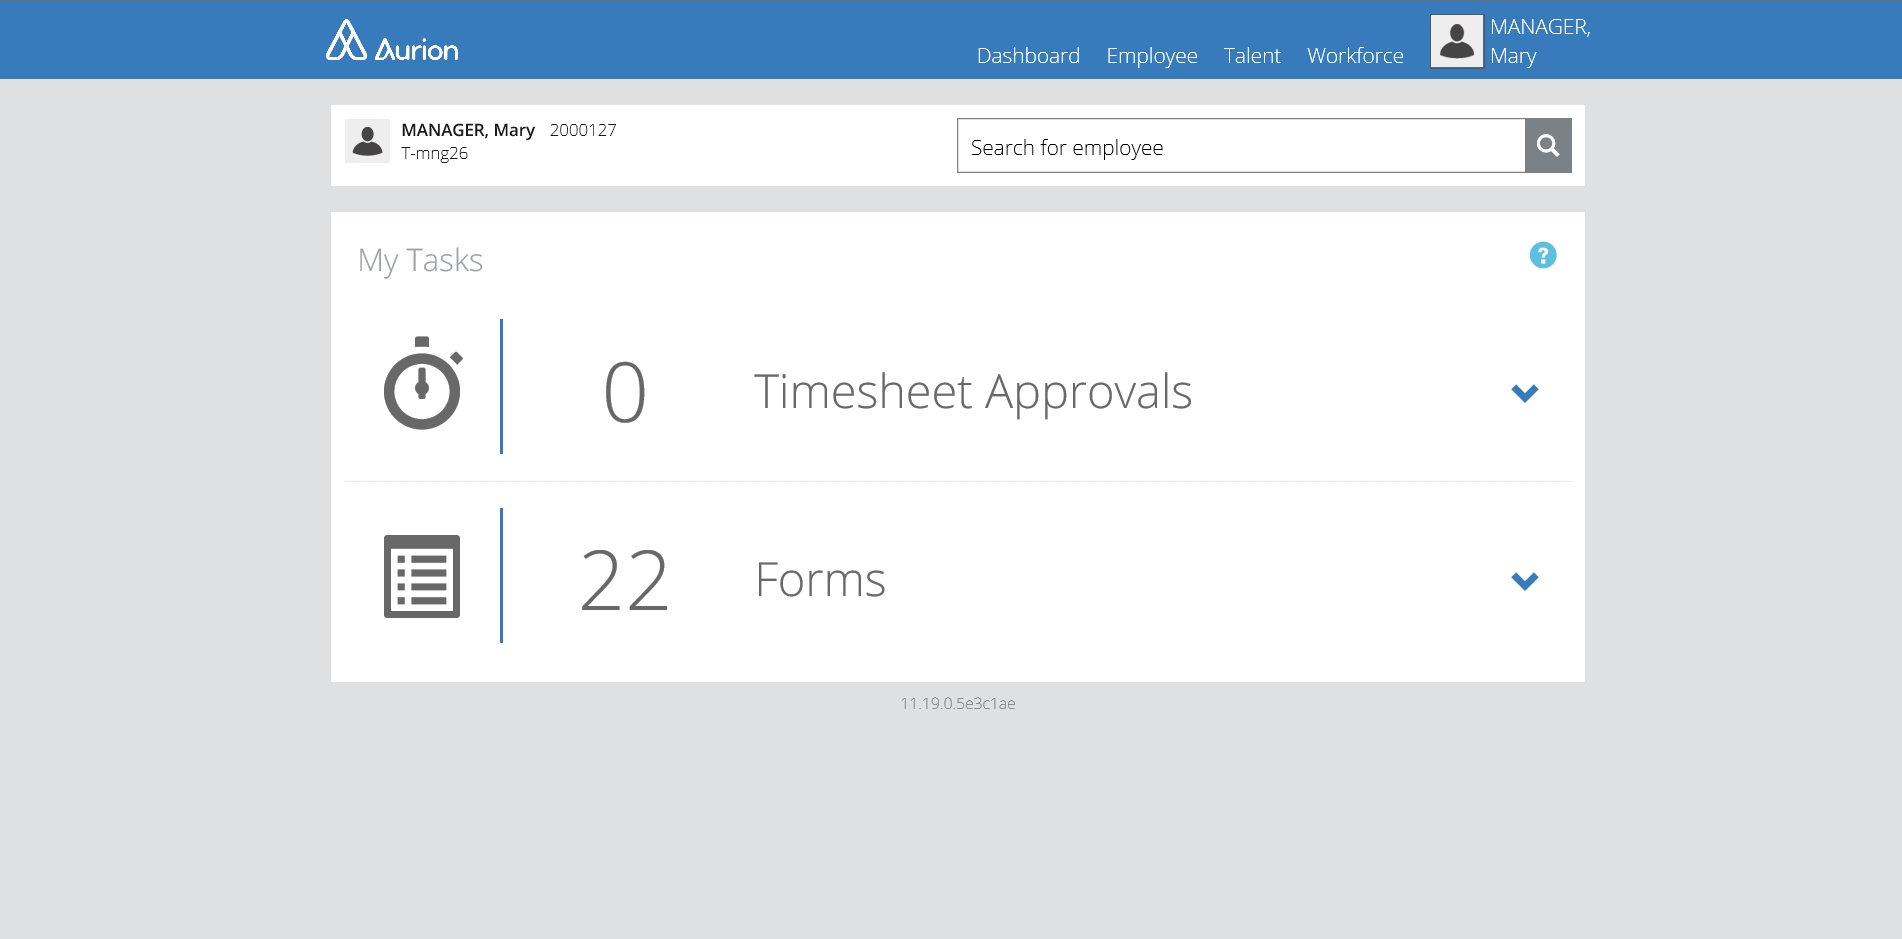 Aurion
Dashboard Employee Talent Workforce
MANAGER,
Mary
MANAGER, Mary 2000127
T-mng26
Search for employee
My Tasks
?
0 Timesheet Approvals
22 Forms
11.19.0.5e3c1ae